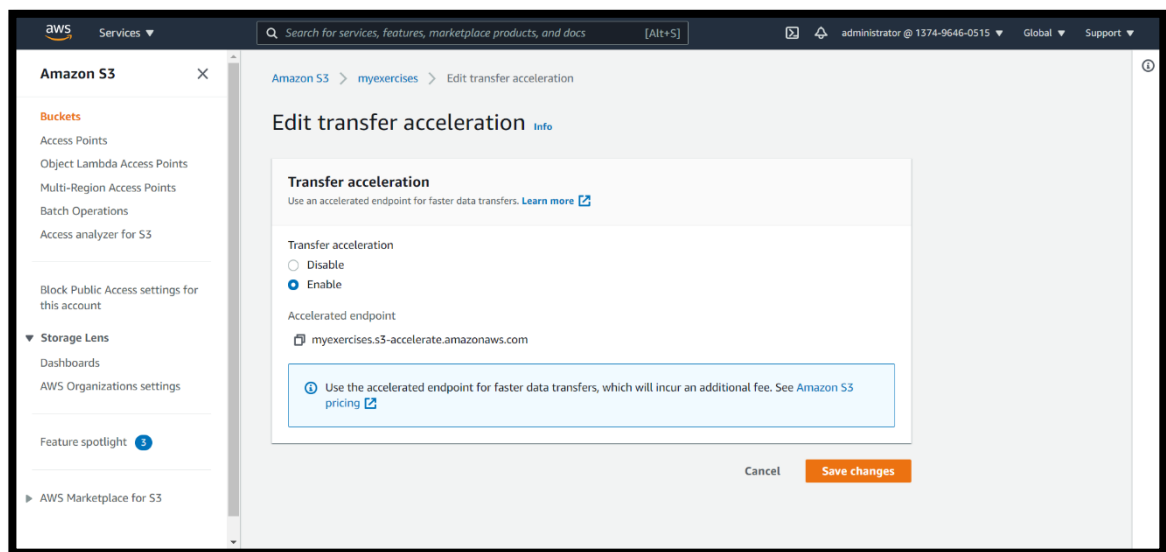 aws
Services ▼
Search for services, features, marketplace products, and docs [Alt+S]
administrator @ 1374-9646-0515 ▼
Global ▼
Support ▼
Amazon S3
Buckets
Access Points
Object Lambda Access Points
Multi-Region Access Points
Batch Operations
Access analyzer for S3
Block Public Access settings for
this account
Storage Lens
Dashboards
AWS Organizations settings
Feature spotlight 3
AWS Marketplace for S3
Amazon S3 > myexercises > Edit transfer acceleration
Edit transfer acceleration Info
Transfer acceleration
Use an accelerated endpoint for faster data transfers. Learn more
Transfer acceleration
Disable
Enable
Accelerated endpoint
myexercises.s3-accelerate.amazonaws.com
Use the accelerated endpoint for faster data transfers, which will incur an additional fee. See Amazon S3
pricing
Cancel
Save changes